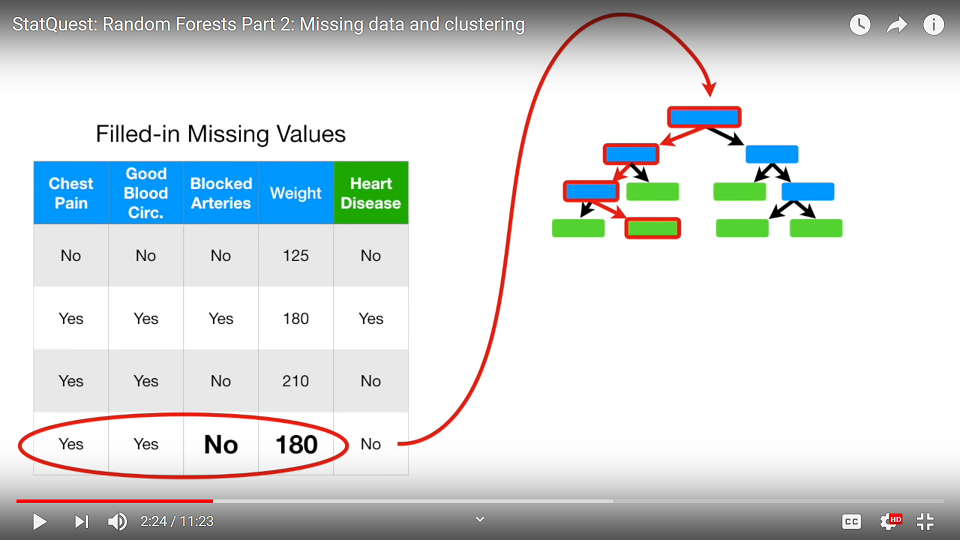 StatQuest: Random Forests Part 2: Missing data and clustering
Filled-in Missing Values
Chest Pain Good Blood Circ. Blocked Arteries Weight Heart Disease
No No No 125 No
Yes Yes Yes 180 Yes
Yes Yes No 210 No
Yes Yes No 180 No
2:24 / 11:23
CC
HD